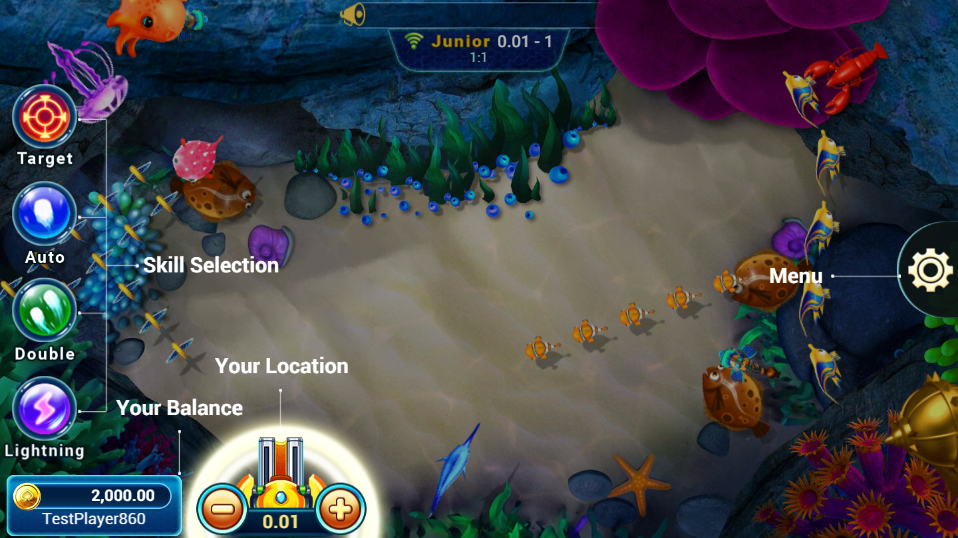 Junior 0.01 - 1
1:1
Target
Auto
Skill Selection
Menu
Double
Your Location
Your Balance
Lightning
2,000.00
TestPlayer860
0.01